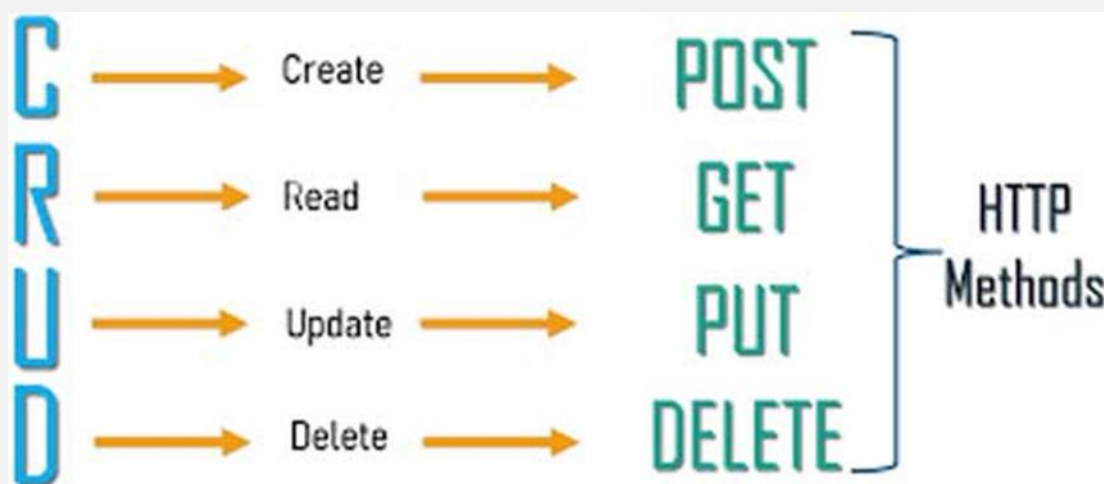 C Create POST
R Read GET
U Update PUT
D Delete DELETE
HTTP
Methods